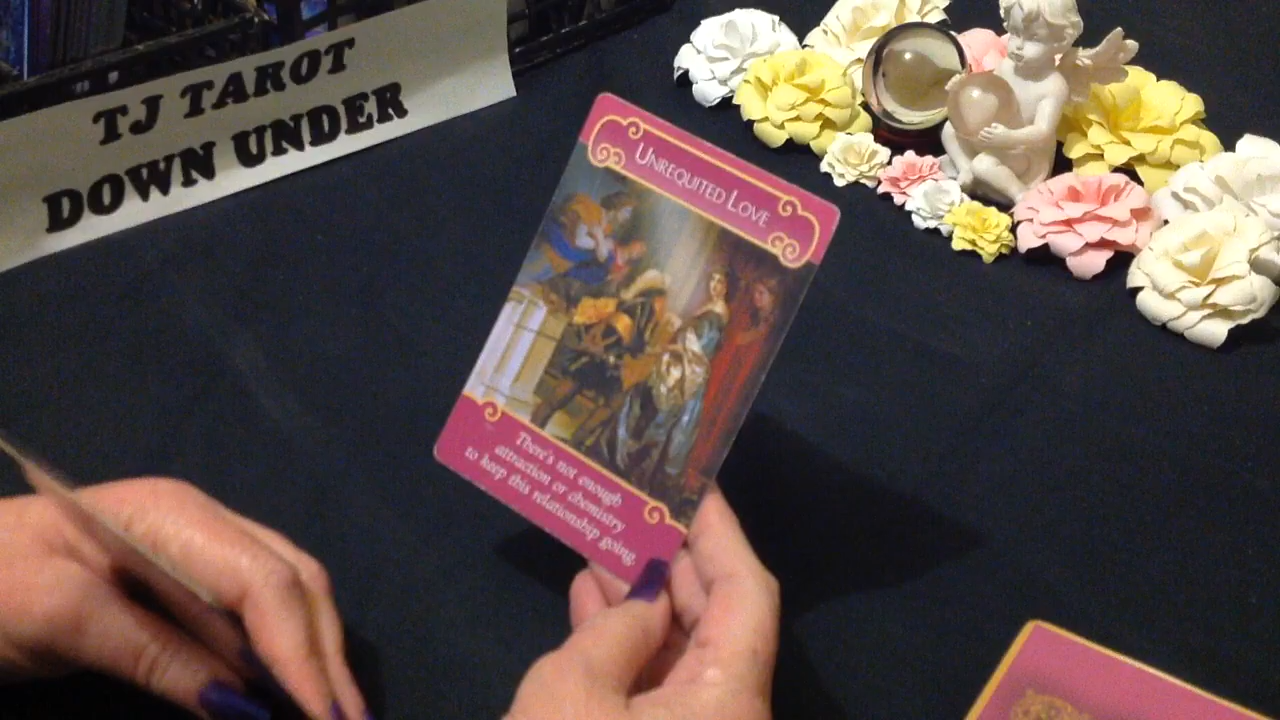 TJ TAROT
DOWN UNDER
UNREQUITED LOVE
There's not enough
attraction or chemistry
to keep this relationship going.